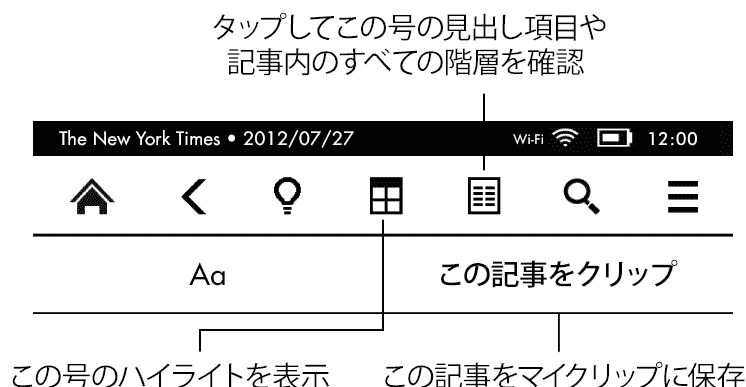 タップしてこの号の見出し項目や
記事内のすべての階層を確認
The New York Times • 2012/07/27 Wi-Fi 12:00
Aa この記事をクリップ
この号のハイライトを表示 この記事をマイクリップに保存